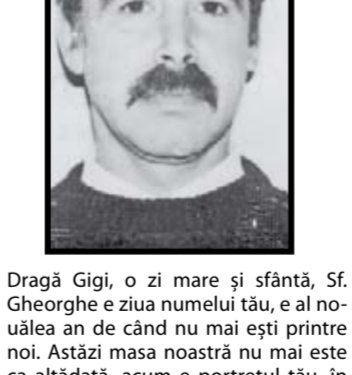 Dragă Gigi, o zi mare și sfântă, Sf.
Gheorghe e ziua numelui tău, e al no-
uălea an de când nu mai ești printre
noi. Astăzi masa noastră nu mai este
ca altădată, acum e portretul tău, în